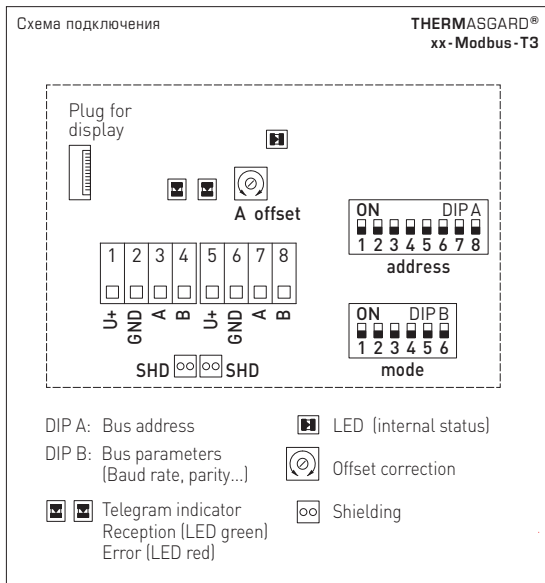 Схема подключения
THERMASGARD®
xx-Modbus-T3
Plug for
display
A offset
ON DIP A
1 2 3 4 5 6 7 8
address
1 2 3 4 5 6 7 8
U+ GND A B U+ GND A B
ON DIP B
1 2 3 4 5 6
mode
SHD SHD
DIP A: Bus address
DIP B: Bus parameters
(Baud rate, parity...)
Telegram indicator
Reception (LED green)
Error (LED red)
LED (internal status)
Offset correction
Shielding